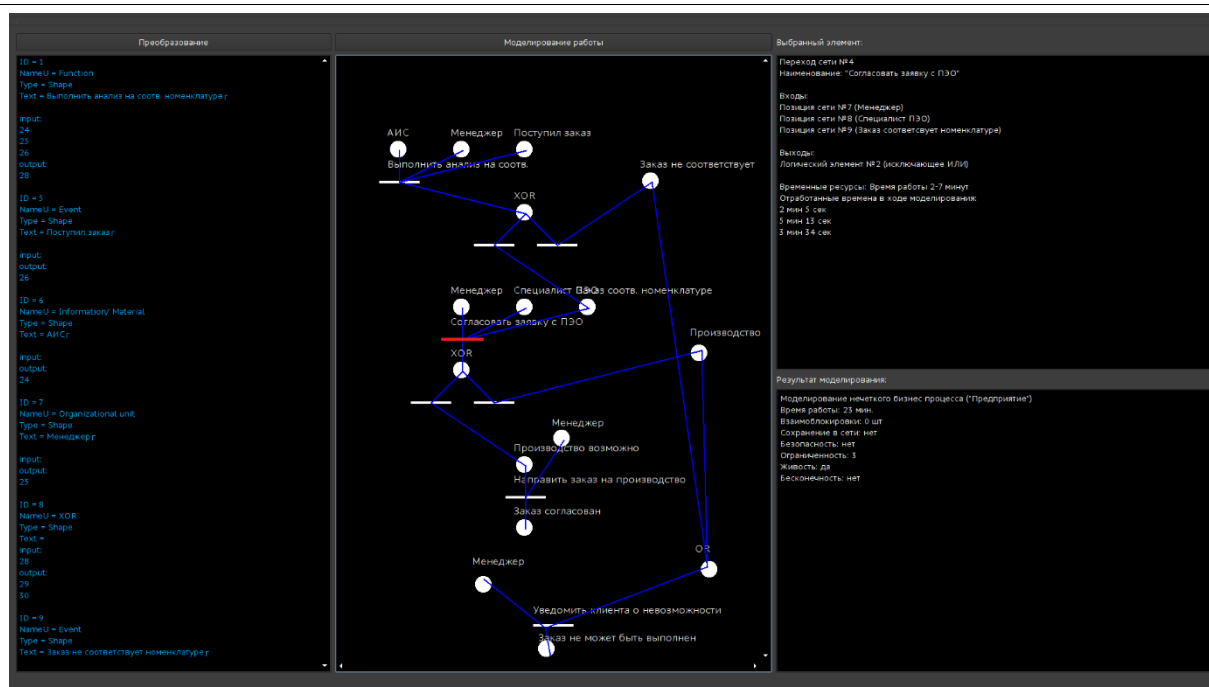 Преобразование
ID = 1
NameU = Function
Type = Shape
Text = Выполнить анализ на соотв. номенклатуре г
input:
24
25
26
output:
28
ID = 5
NameU = Event
Type = Shape
Text = Поступил заказ г
input:
output:
26
ID = 6
NameU = Information/ Material
Type = Shape
Text = АИС г
input:
output:
24
ID = 7
NameU = Organizational unit
Type = Shape
Text = Менеджер г
input:
output:
25
ID = 8
NameU = XOR
Type = Shape
Text =
input:
28
output:
29
30
ID = 9
NameU = Event
Type = Shape
Text = Заказ не соответствует номенклатуре г
Моделирование работы
АИС Менеджер Поступил заказ
Выполнить анализ на соотв.
Заказ не соответствует
XOR
Менеджер Специалист ПЭО Заказ соотв. номенклатуре
Согласовать заявку с ПЭО
Производство
XOR
Менеджер
Производство возможно
Направить заказ на производство
Заказ согласован
OR
Менеджер
Уведомить клиента о невозможности
Заказ не может быть выполнен
Выбранный элемент:
Переход сети №4
Наименование: "Согласовать заявку с ПЭО"
Входы:
Позиция сети №7 (Менеджер)
Позиция сети №8 (Специалист ПЭО)
Позиция сети №9 (Заказ соответсвует номенклатуре)
Выходы:
Логический элемент №2 (исключающее ИЛИ)
Временные ресурсы: Время работы 2-7 минут
Отработанные времена в ходе моделирования:
2 мин 5 сек
5 мин 13 сек
3 мин 34 сек
Результат моделирования:
Моделирование нечеткого бизнес процесса ("Предприятие")
Время работы: 23 мин.
Взаимоблокировки: 0 шт
Сохранение в сети: нет
Безопасность: нет
Ограниченность: 3
Живость: да
Бесконечность: нет